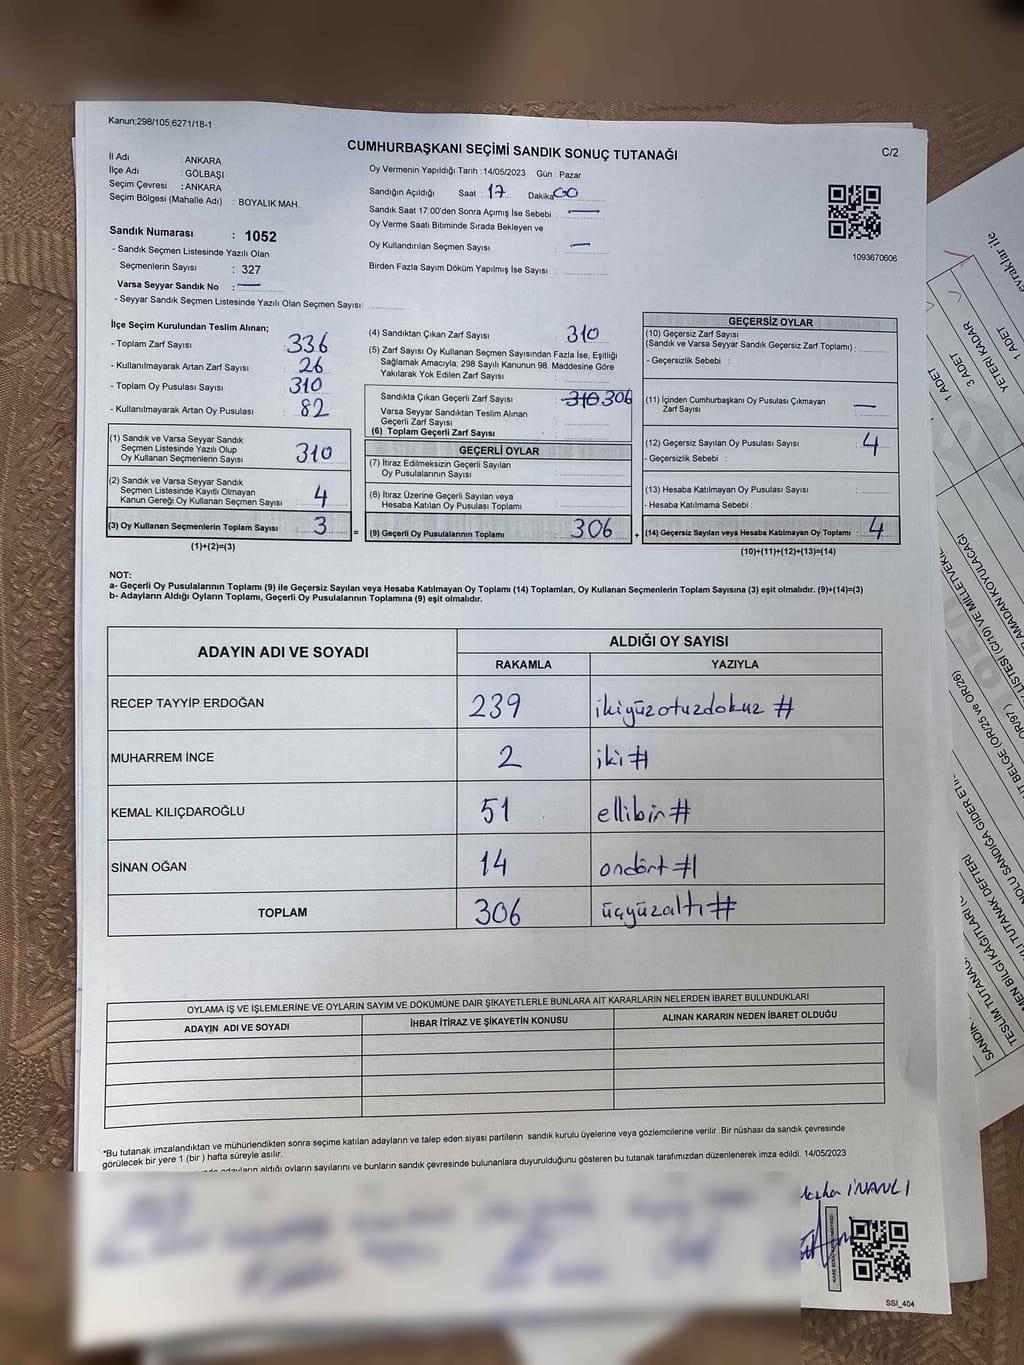 Kanun;298/105;6271/18-1
CUMHURBAŞKANI SEÇİMİ SANDIK SONUÇ TUTANAĞI
C/2
İl Adı : ANKARA
İlçe Adı : GÖLBAŞI
Seçim Çevresi : ANKARA
Seçim Bölgesi (Mahalle Adı) : BOYALIK MAH.
Sandık Numarası : 1052
- Sandık Seçmen Listesinde Yazılı Olan
Seçmenlerin Sayısı : 327
Varsa Seyyar Sandık No : —
- Seyyar Sandık Seçmen Listesinde Yazılı Olan Seçmen Sayısı:
Oy Vermenin Yapıldığı Tarih : 14/05/2023 Gün : Pazar
Sandığın Açıldığı Saat : 17 Dakika 00
Sandık Saat 17:00'den Sonra Açımış İse Sebebi : —
Oy Verme Saati Bitiminde Sırada Bekleyen ve
Oy Kullandırılan Seçmen Sayısı : —
Birden Fazla Sayım Döküm Yapılmış İse Sayısı :
1093670606
İlçe Seçim Kurulundan Teslim Alınan;
- Toplam Zarf Sayısı : 336
- Kullanılmayarak Artan Zarf Sayısı : 26
- Toplam Oy Pusulası Sayısı : 310
- Kullanılmayarak Artan Oy Pusulası : 82
(1) Sandık ve Varsa Seyyar Sandık
Seçmen Listesinde Yazılı Olup
Oy Kullanan Seçmenlerin Sayısı : 310
(2) Sandık ve Varsa Seyyar Sandık
Seçmen Listesinde Kayıtlı Olmayan
Kanun Gereği Oy Kullanan Seçmen Sayısı : 4
(3) Oy Kullanan Seçmenlerin Toplam Sayısı : 3 =
(1)+(2)=(3)
(4) Sandıktan Çıkan Zarf Sayısı : 310
(5) Zarf Sayısı Oy Kullanan Seçmen Sayısından Fazla İse, Eşitliği
Sağlamak Amacıyla; 298 Sayılı Kanunun 98. Maddesine Göre
Yakılarak Yok Edilen Zarf Sayısı :
Sandıkta Çıkan Geçerli Zarf Sayısı : 310 306
Varsa Seyyar Sandıktan Teslim Alınan
Geçerli Zarf Sayısı :
(6) Toplam Geçerli Zarf Sayısı :
GEÇERLİ OYLAR
(7) İtiraz Edilmeksizin Geçerli Sayılan
Oy Pusulalarının Sayısı :
(8) İtiraz Üzerine Geçerli Sayılan veya
Hesaba Katılan Oy Pusulaları Toplamı :
(9) Geçerli Oy Pusulalarının Toplamı : 306 +
GEÇERSİZ OYLAR
(10) Geçersiz Zarf Sayısı
(Sandık ve Varsa Seyyar Sandık Geçersiz Zarf Toplamı) :
- Geçersizlik Sebebi :
(11) İçinden Cumhurbaşkanı Oy Pusulası Çıkmayan
Zarf Sayısı : —
(12) Geçersiz Sayılan Oy Pusulası Sayısı : 4
- Geçersizlik Sebebi :
(13) Hesaba Katılmayan Oy Pusulası Sayısı :
- Hesaba Katılmama Sebebi :
(14) Geçersiz Sayılan veya Hesaba Katılmayan Oy Toplamı : 4
(10)+(11)+(12)+(13)=(14)
NOT:
a- Geçerli Oy Pusulalarının Toplamı (9) ile Geçersiz Sayılan veya Hesaba Katılmayan Oy Toplamı (14) Toplamları, Oy Kullanan Seçmenlerin Toplam Sayısına (3) eşit olmalıdır. (9)+(14)=(3)
b- Adayların Aldığı Oyların Toplamı, Geçerli Oy Pusulalarının Toplamına (9) eşit olmalıdır.
ADAYIN ADI VE SOYADI
ALDIĞI OY SAYISI
RAKAMLA YAZIYLA
RECEP TAYYİP ERDOĞAN 239 ikiyüzotuzdokuz #
MUHARREM İNCE 2 iki #
KEMAL KILIÇDAROĞLU 51 ellibir #
SİNAN OĞAN 14 ondört #
TOPLAM 306 üçyüzaltı #
OYLAMA İŞ VE İŞLEMLERİNE VE OYLARIN SAYIM VE DÖKÜMÜNE DAİR ŞİKAYETLERLE BUNLARA AİT KARARLARIN NELERDEN İBARET BULUNDUKLARI
ADAYIN ADI VE SOYADI İHBAR İTİRAZ VE ŞİKAYETİN KONUSU ALINAN KARARIN NEDEN İBARET OLDUĞU
*Bu tutanak imzalandıktan ve mühürlendikten sonra seçime katılan adayların ve talep eden siyasi partilerin sandık kurulu üyelerine veya gözlemcilerine verilir .Bir nüshası da sandık çevresinde
görülecek bir yere 1 (bir ) hafta süreyle asılır.
adayların aldığı oyların sayılarını ve bunların sandık çevresinde bulunanlara duyurulduğunu gösteren bu tutanak tarafımızdan düzenlenerek imza edildi. 14/05/2023
İNANLI
SSI_404
evraklar ile
1 ADET
3 ADET
YETERİ KADAR
1 ADET